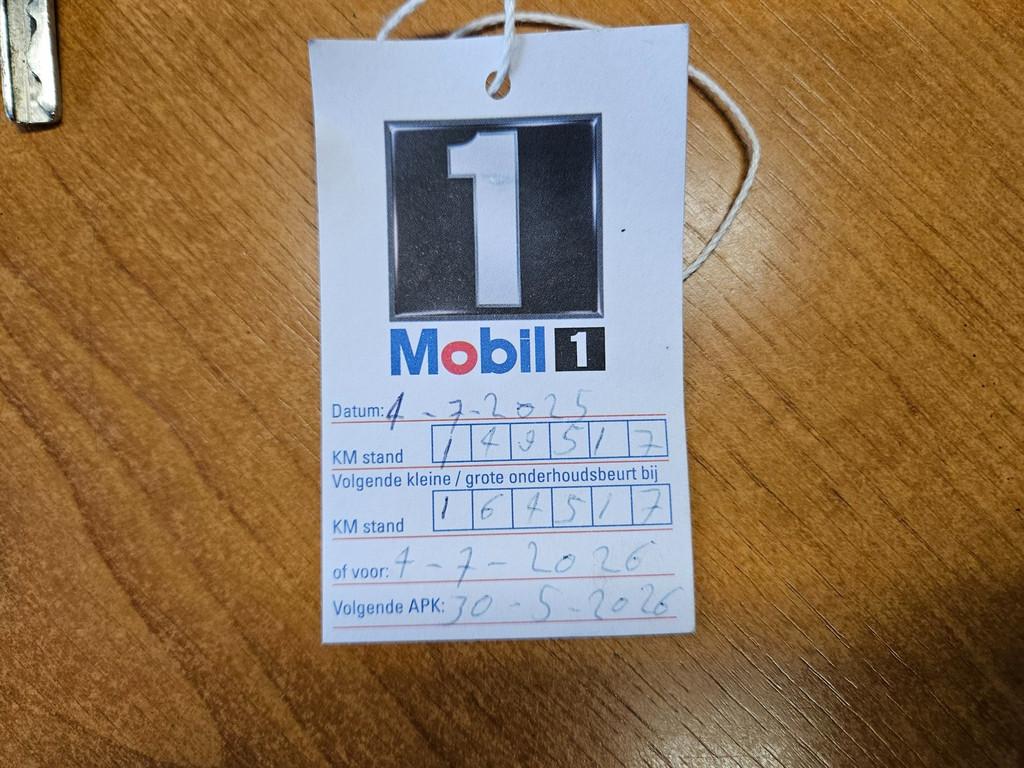 1
Mobil 1
Datum: 4-7-2025
KM stand 149517
Volgende kleine / grote onderhoudsbeurt bij
KM stand 164517
of voor: 4-7-2026
Volgende APK: 30-5-2026